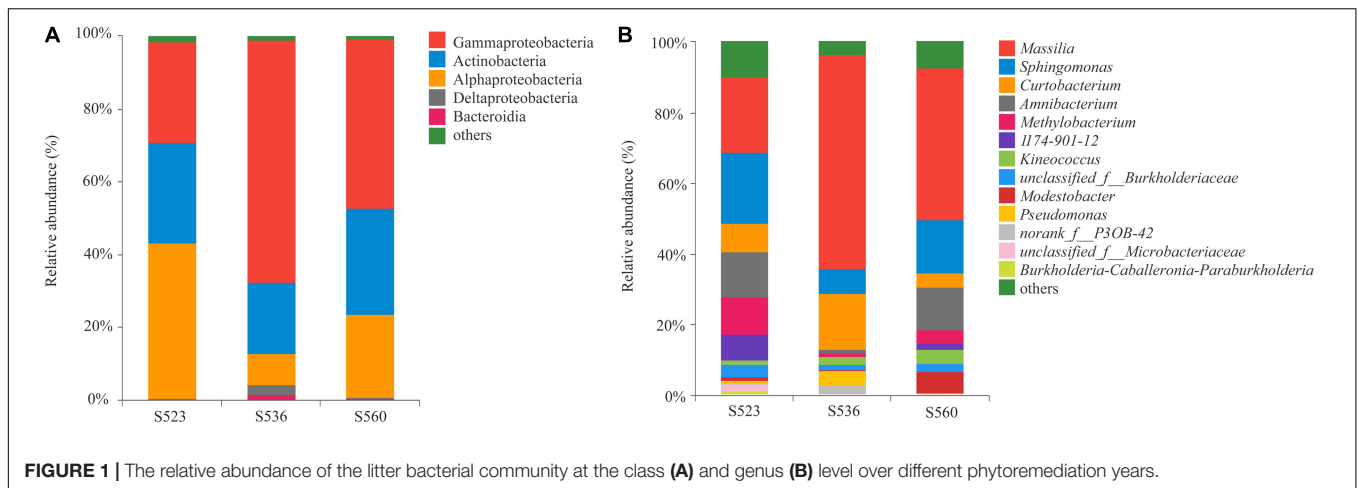 A
100%
80%
60%
40%
20%
0%
Relative abundance (%)
S523
S536
S560
Gammaproteobacteria
Actinobacteria
Alphaproteobacteria
Deltaproteobacteria
Bacteroidia
others
B
100%
80%
60%
40%
20%
0%
Relative abundance (%)
S523
S536
S560
Massilia
Sphingomonas
Curtobacterium
Amnibacterium
Methylobacterium
1174-901-12
Kineococcus
unclassified_f__Burkholderiaceae
Modestobacter
Pseudomonas
norank_f__P3OB-42
unclassified_f__Microbacteriaceae
Burkholderia-Caballeronia-Paraburkholderia
others
FIGURE 1 | The relative abundance of the litter bacterial community at the class (A) and genus (B) level over different phytoremediation years.